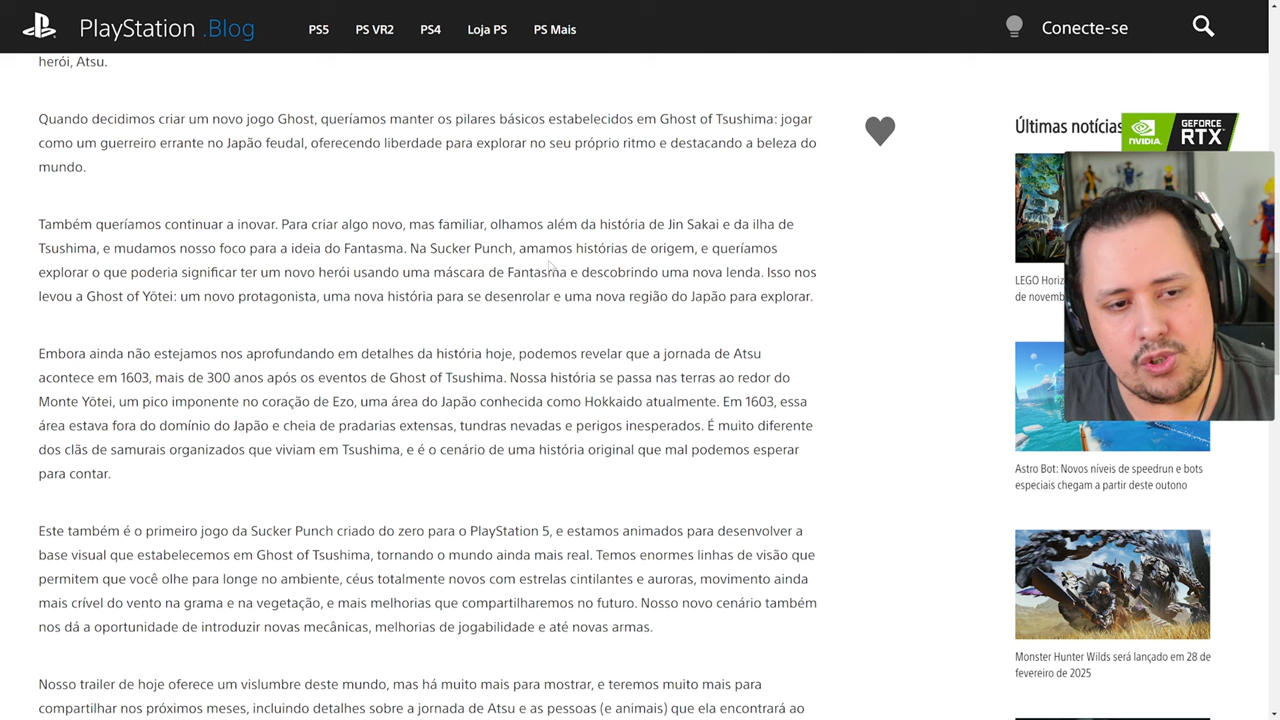 PlayStation .Blog
PS5
PS VR2
PS4
Loja PS
PS Mais
Conecte-se
herói, Atsu.
Quando decidimos criar um novo jogo Ghost, queríamos manter os pilares básicos estabelecidos em Ghost of Tsushima: jogar
como um guerreiro errante no Japão feudal, oferecendo liberdade para explorar no seu próprio ritmo e destacando a beleza do
mundo.
Também queríamos continuar a inovar. Para criar algo novo, mas familiar, olhamos além da história de Jin Sakai e da ilha de
Tsushima, e mudamos nosso foco para a ideia do Fantasma. Na Sucker Punch, amamos histórias de origem, e queríamos
explorar o que poderia significar ter um novo herói usando uma máscara de Fantasma e descobrindo uma nova lenda. Isso nos
levou a Ghost of Yōtei: um novo protagonista, uma nova história para se desenrolar e uma nova região do Japão para explorar.
Embora ainda não estejamos nos aprofundando em detalhes da história hoje, podemos revelar que a jornada de Atsu
acontece em 1603, mais de 300 anos após os eventos de Ghost of Tsushima. Nossa história se passa nas terras ao redor do
Monte Yōtei, um pico imponente no coração de Ezo, uma área do Japão conhecida como Hokkaido atualmente. Em 1603, essa
área estava fora do domínio do Japão e cheia de pradarias extensas, tundras nevadas e perigos inesperados. É muito diferente
dos clãs de samurais organizados que viviam em Tsushima, e é o cenário de uma história original que mal podemos esperar
para contar.
Este também é o primeiro jogo da Sucker Punch criado do zero para o PlayStation 5, e estamos animados para desenvolver a
base visual que estabelecemos em Ghost of Tsushima, tornando o mundo ainda mais real. Temos enormes linhas de visão que
permitem que você olhe para longe no ambiente, céus totalmente novos com estrelas cintilantes e auroras, movimento ainda
mais crível do vento na grama e na vegetação, e mais melhorias que compartilharemos no futuro. Nosso novo cenário também
nos dá a oportunidade de introduzir novas mecânicas, melhorias de jogabilidade e até novas armas.
Nosso trailer de hoje oferece um vislumbre deste mundo, mas há muito mais para mostrar, e teremos muito mais para
compartilhar nos próximos meses, incluindo detalhes sobre a jornada de Atsu e as pessoas (e animais) que ela encontrará ao
Últimas notícias
NVIDIA
GEFORCE
RTX
LEGO Horiz
de novemb
Astro Bot: Novos níveis de speedrun e bots
especiais chegam a partir deste outono
Monster Hunter Wilds será lançado em 28 de
fevereiro de 2025